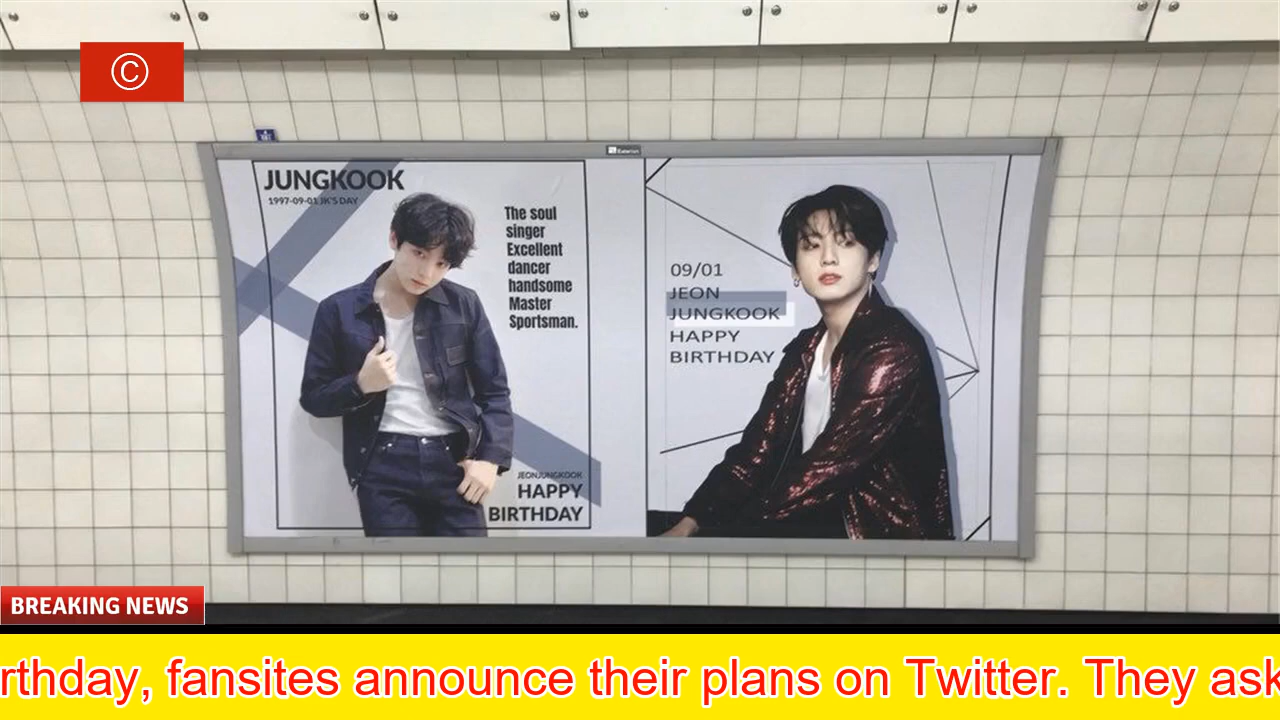 ©
JUNGKOOK
1997-09-01 JK'S DAY
The soul
singer
Excellent
dancer
handsome
Master
Sportsman.
JEONJUNGKOOK
HAPPY
BIRTHDAY
09/01
JEON
JUNGKOOK
HAPPY
BIRTHDAY
BREAKING NEWS
rthday, fansites announce their plans on Twitter. They ask